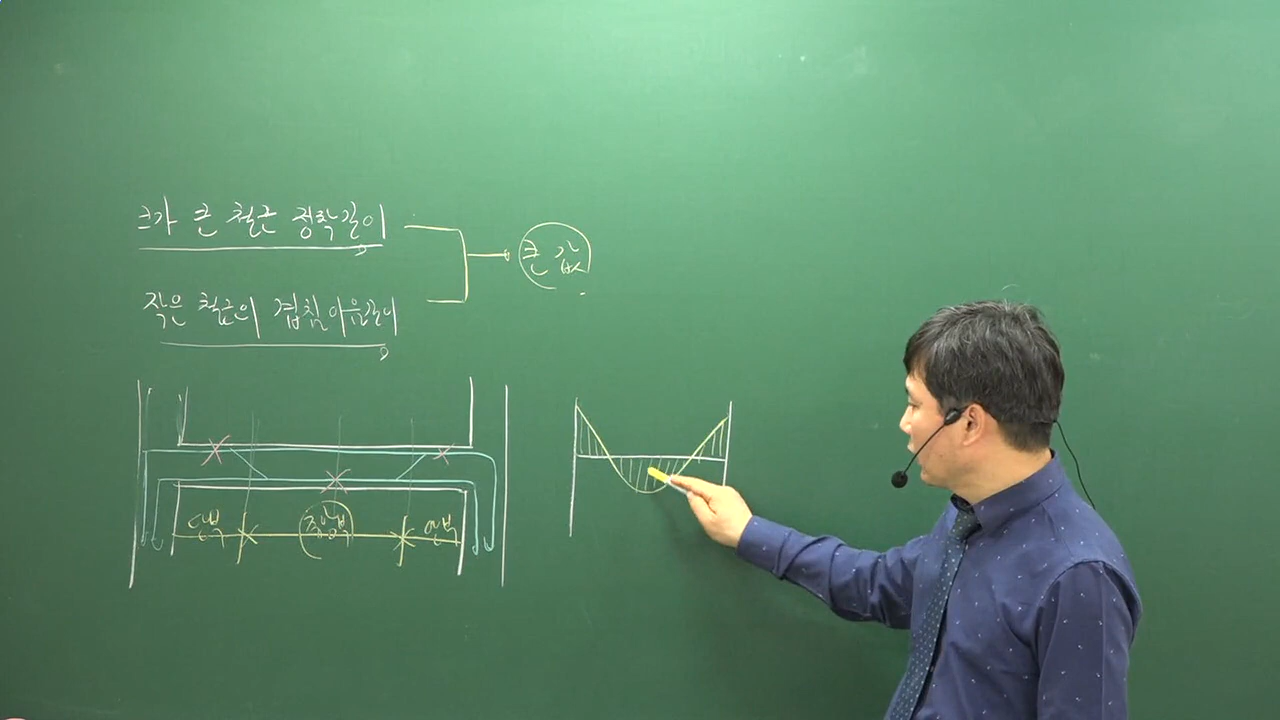 크가 큰 철근 정착길이,
큰 값
작은 철근의 겹침이음길이,
단부 중앙부 단부